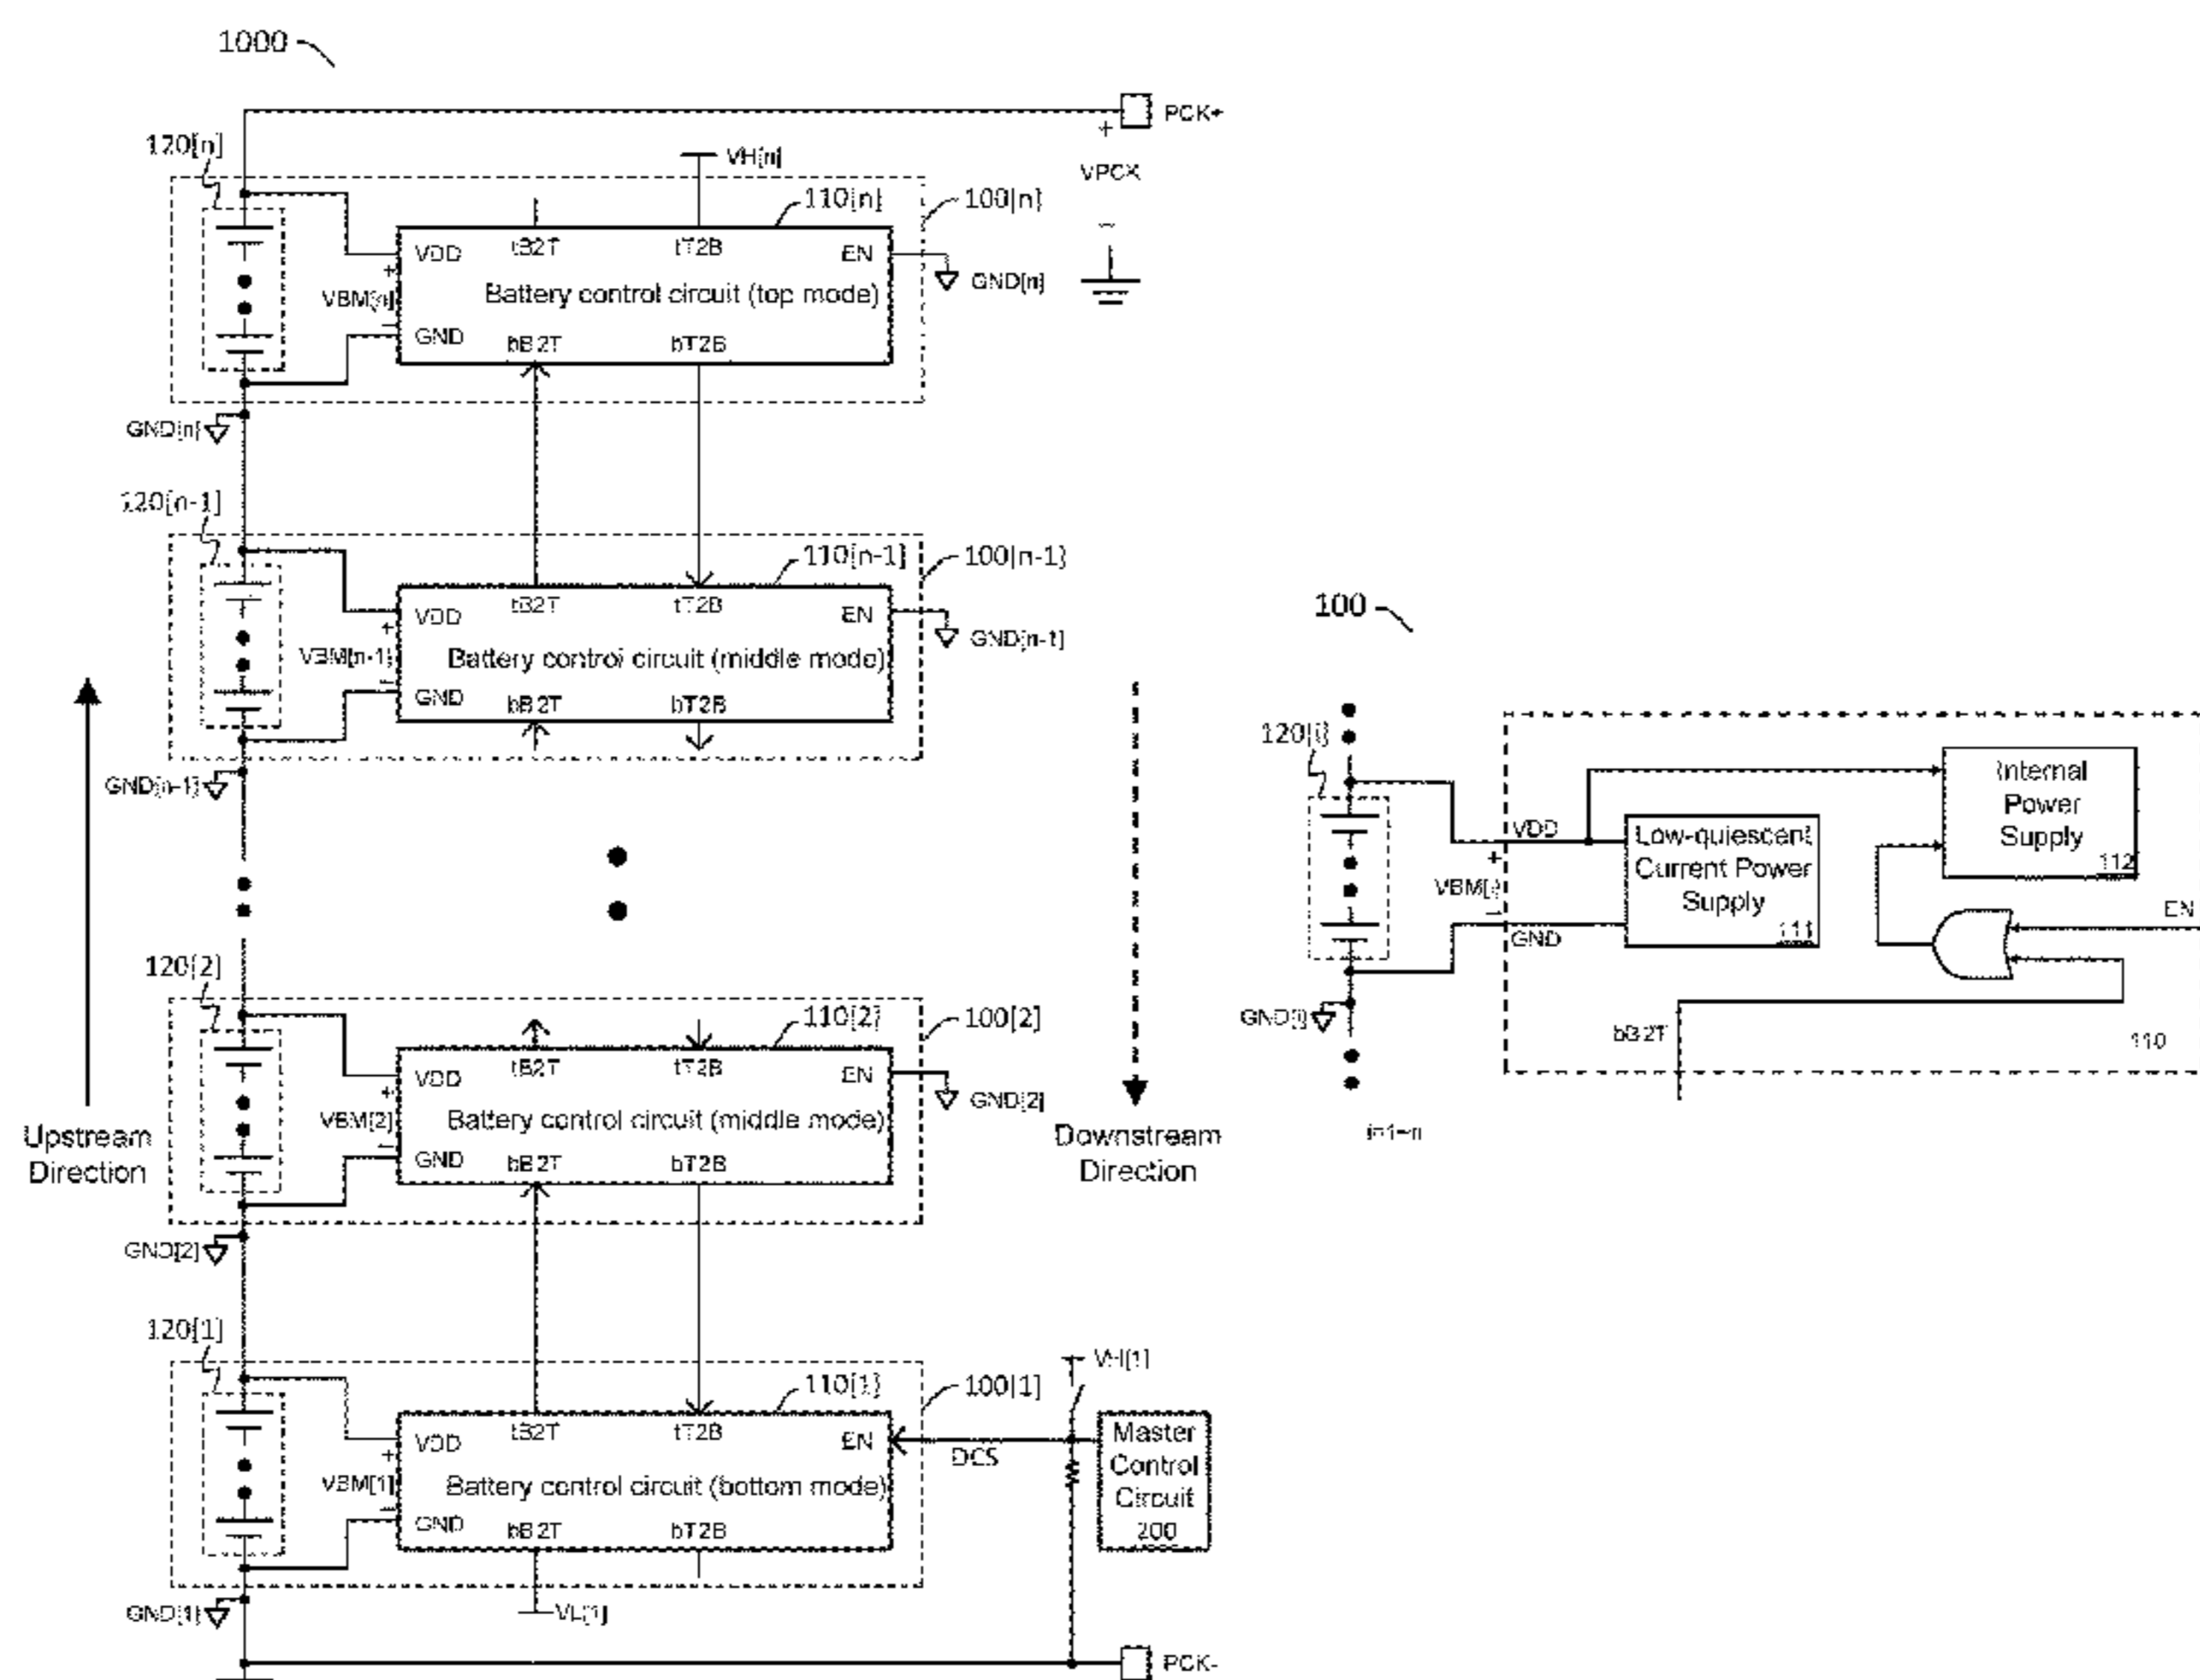 1000
PCK+
120[n]
VH[n]
VPCK
+
−
110[n]
100[n]
VDD
tB2T
tT2B
EN
+
GND[n]
VBM[n]
Battery control circuit (top mode)
−
GND
bB2T
bT2B
GND[n]
120[n-1]
110[n-1]
100[n-1]
VDD
tB2T
tT2B
EN
+
GND[n-1]
VBM[n-1]
Battery control circuit (middle mode)
−
GND
bB2T
bT2B
GND[n-1]
120[2]
110[2]
100[2]
VDD
tB2T
tT2B
EN
+
GND[2]
VBM[2]
Battery control circuit (middle mode)
−
GND
bB2T
bT2B
GND[2]
Upstream
Direction
Downstream
Direction
120[1]
VH[1]
110[1]
100[1]
VDD
tB2T
tT2B
EN
DCS
+
VBM[1]
Battery control circuit (bottom mode)
−
GND
bB2T
bT2B
Master
Control
Circuit
200
GND[1]
VL[1]
PCK-
100
120[i]
VDD
+
VBM[i]
−
GND
GND[i]
Low-quiescent
Current Power
Supply
111
Internal
Power
Supply
112
EN
bB2T
110
i=1~n